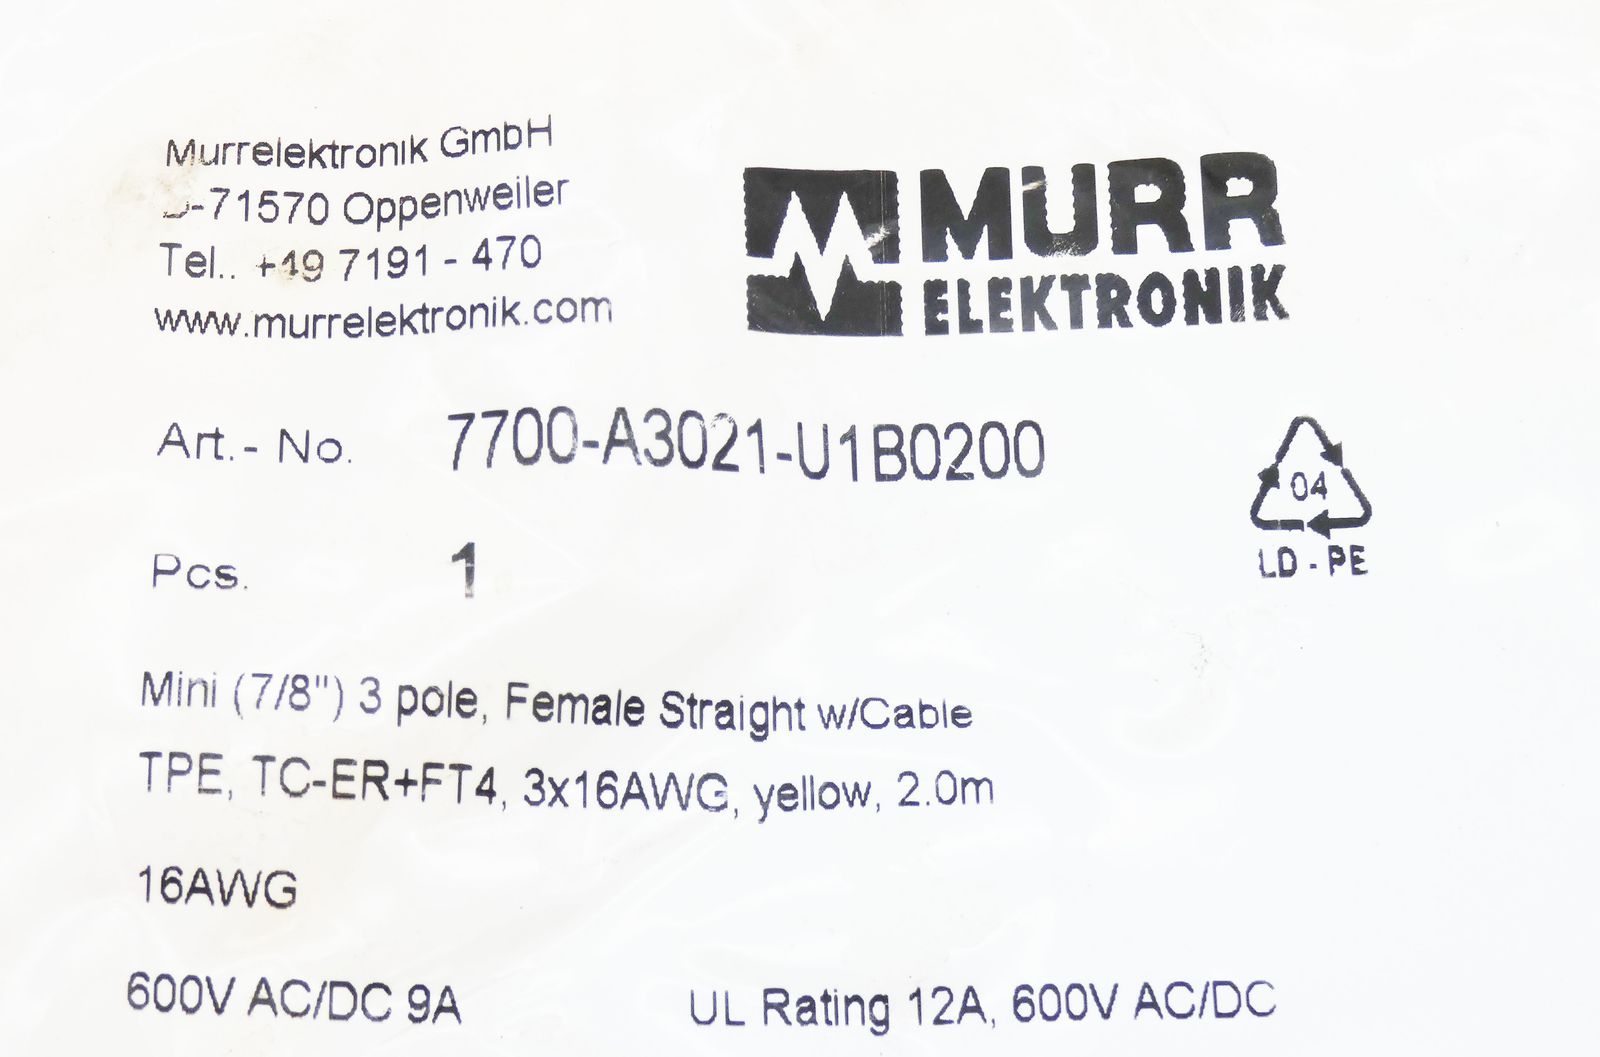 Murrelektronik GmbH
D-71570 Oppenweiler
Tel.. +49 7191 - 470
www.murrelektronik.com
MURR
ELEKTRONIK
Art.- No. 7700-A3021-U1B0200
04
LD - PE
Pcs. 1
Mini (7/8") 3 pole, Female Straight w/Cable
TPE, TC-ER+FT4, 3x16AWG, yellow, 2.0m
16AWG
600V AC/DC 9A UL Rating 12A, 600V AC/DC